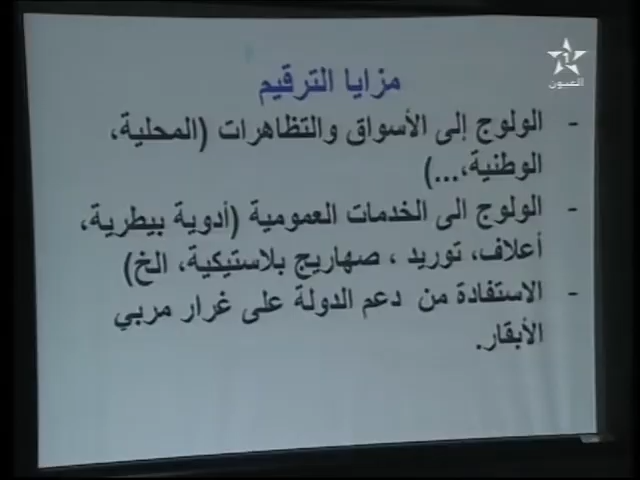 العيون
مزايا الترقيم
- الولوج إلى الأسواق والتظاهرات (المحلية،
الوطنية،...)
- الولوج الى الخدمات العمومية (أدوية بيطرية،
أعلاف، توريد ، صهاريج بلاستيكية، الخ)
- الاستفادة من دعم الدولة على غرار مربي
الأبقار.